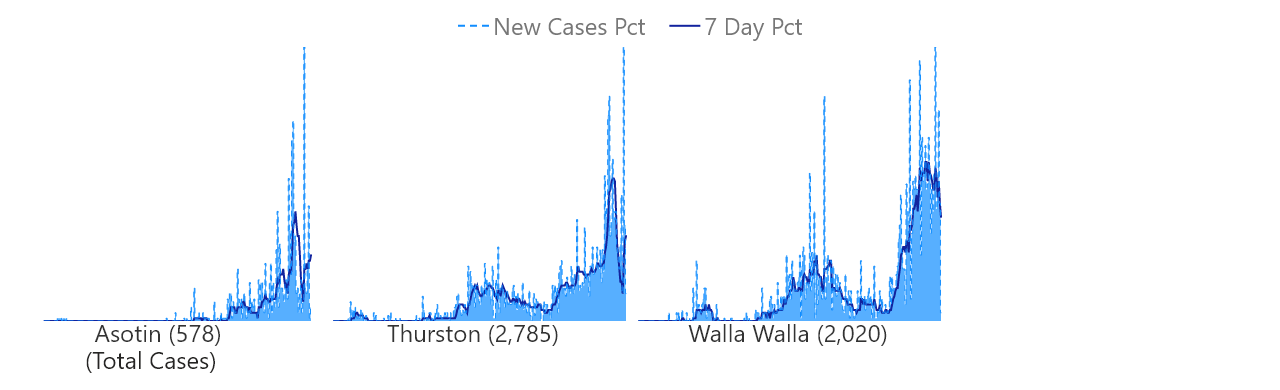 New Cases Pct 7 Day Pct
Asotin (578) Thurston (2,785) Walla Walla (2,020)
(Total Cases)